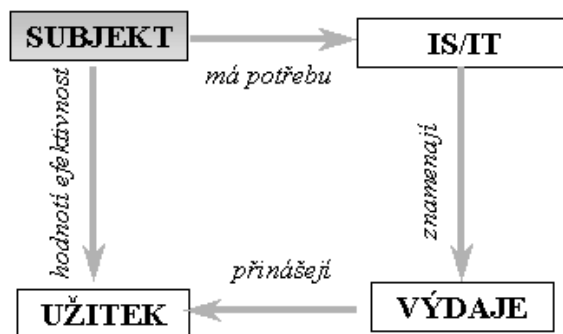 SUBJEKT
IS/IT
má potřebu
hodnotí efektivnost
znamenají
přinášejí
UŽITEK
VÝDAJE